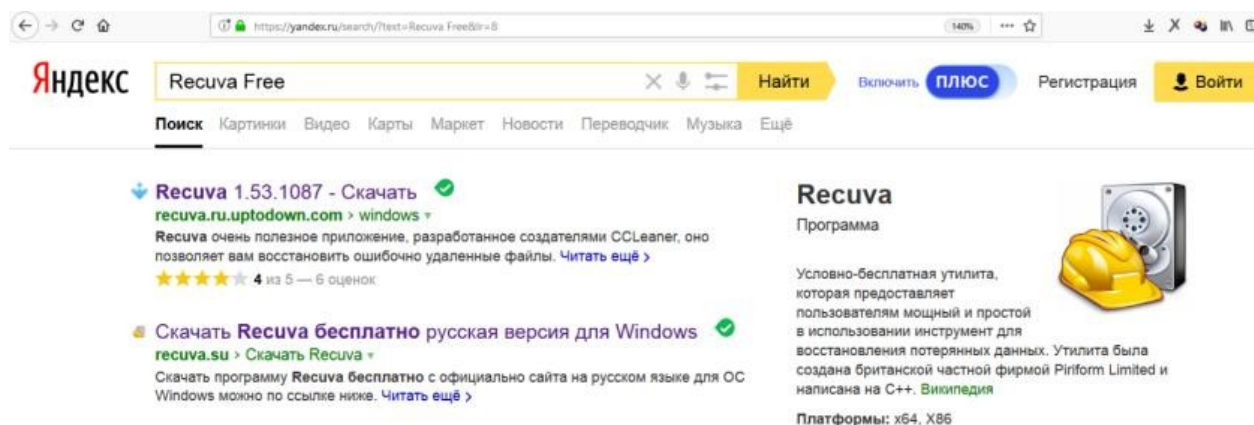 https://yandex.ru/search/?text=Recuva Free&lr=8
140%
Яндекс
Recuva Free
Найти
Включить ПЛЮС
Регистрация
Войти
Поиск Картинки Видео Карты Маркет Новости Переводчик Музыка Ещё
Recuva 1.53.1087 - Скачать
recuva.ru.uptodown.com › windows
Recuva очень полезное приложение, разработанное создателями CCLeaner, оно
позволяет вам восстановить ошибочно удаленные файлы. Читать ещё ›
4 из 5 — 6 оценок
Скачать Recuva бесплатно русская версия для Windows
recuva.su › Скачать Recuva
Скачать программу Recuva бесплатно с официально сайта на русском языке для ОС
Windows можно по ссылке ниже. Читать ещё ›
Recuva
Программа
Условно-бесплатная утилита,
которая предоставляет
пользователям мощный и простой
в использовании инструмент для
восстановления потерянных данных. Утилита была
создана британской частной фирмой Piriform Limited и
написана на C++. Википедия
Платформы: x64, X86